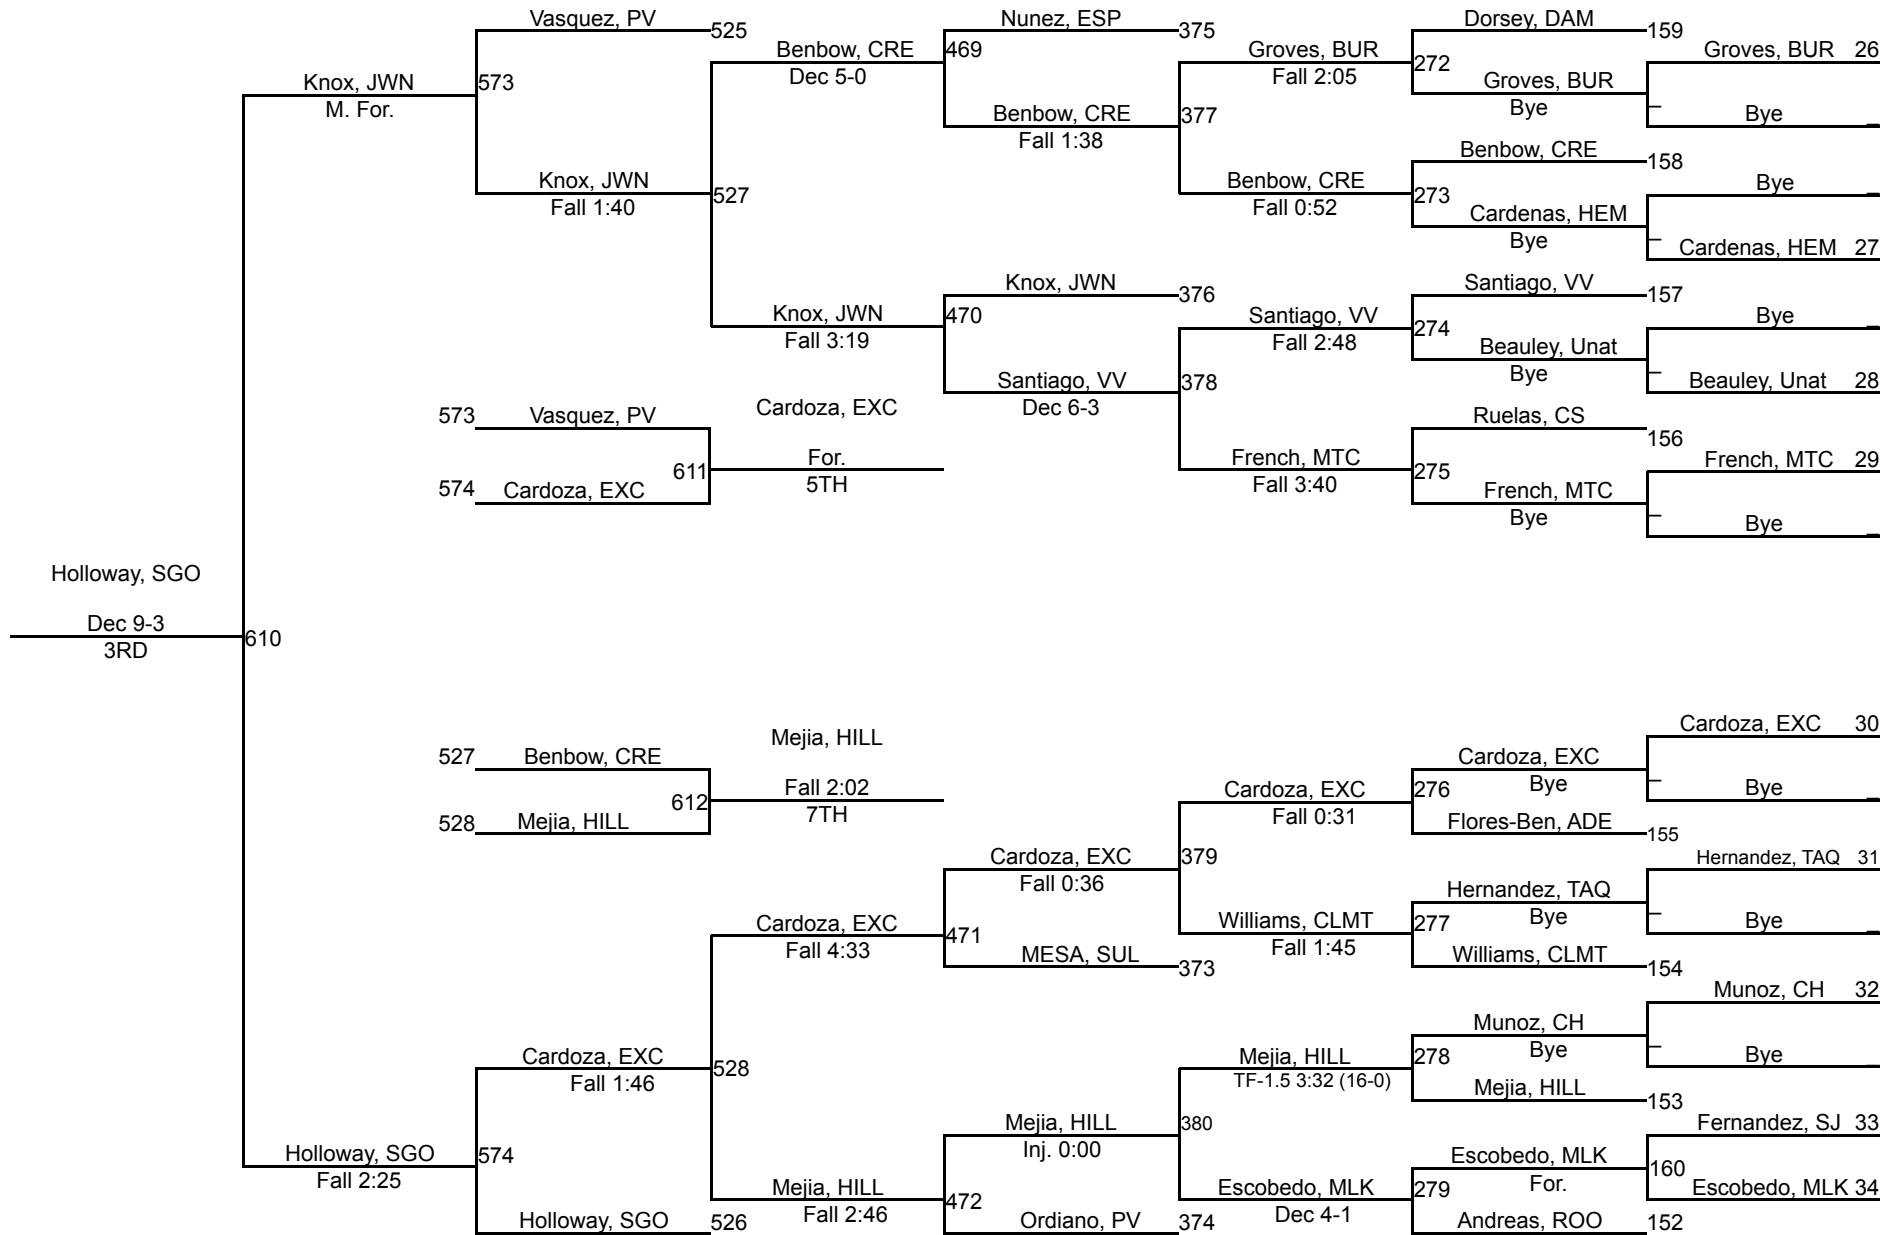 Vasquez, PV
525
Nunez, ESP
375
Dorsey, DAM
159
Benbow, CRE
Dec 5-0
469
Groves, BUR
Fall 2:05
272
Groves, BUR 26
Knox, JWN
M. For.
573
Groves, BUR
Bye
_
Bye _
Benbow, CRE
Fall 1:38
377
Benbow, CRE
158
Knox, JWN
Fall 1:40
527
Benbow, CRE
Fall 0:52
273
Bye _
Cardenas, HEM
Bye
_
Cardenas, HEM 27
Knox, JWN
376
Santiago, VV
157
Knox, JWN
Fall 3:19
470
Santiago, VV
Fall 2:48
274
Bye _
Beauley, Unat
Bye
_
Beauley, Unat 28
Santiago, VV
Dec 6-3
378
573 Vasquez, PV
Cardoza, EXC
Ruelas, CS
156
611
For.
5TH
French, MTC
Fall 3:40
275
French, MTC 29
574 Cardoza, EXC
French, MTC
Bye
_
Bye _
Holloway, SGO
Dec 9-3
3RD
610
Cardoza, EXC 30
527 Benbow, CRE
Mejia, HILL
Cardoza, EXC
Bye
_
Bye _
612
Fall 2:02
7TH
Cardoza, EXC
Fall 0:31
276
528 Mejia, HILL
Flores-Ben, ADE
155
Cardoza, EXC
Fall 0:36
379
Hernandez, TAQ 31
Hernandez, TAQ
Bye
_
Bye _
Cardoza, EXC
Fall 4:33
471
Williams, CLMT
Fall 1:45
277
MESA, SUL
373
Williams, CLMT
154
Munoz, CH 32
Munoz, CH
Bye
_
Bye _
Cardoza, EXC
Fall 1:46
528
Mejia, HILL
TF-1.5 3:32 (16-0)
278
Mejia, HILL
153
Mejia, HILL
Inj. 0:00
380
Fernandez, SJ 33
Holloway, SGO
Fall 2:25
574
Escobedo, MLK
For.
160
Mejia, HILL
Fall 2:46
472
Escobedo, MLK
Dec 4-1
279
Escobedo, MLK 34
Holloway, SGO
526
Ordiano, PV
374
Andreas, ROO
152